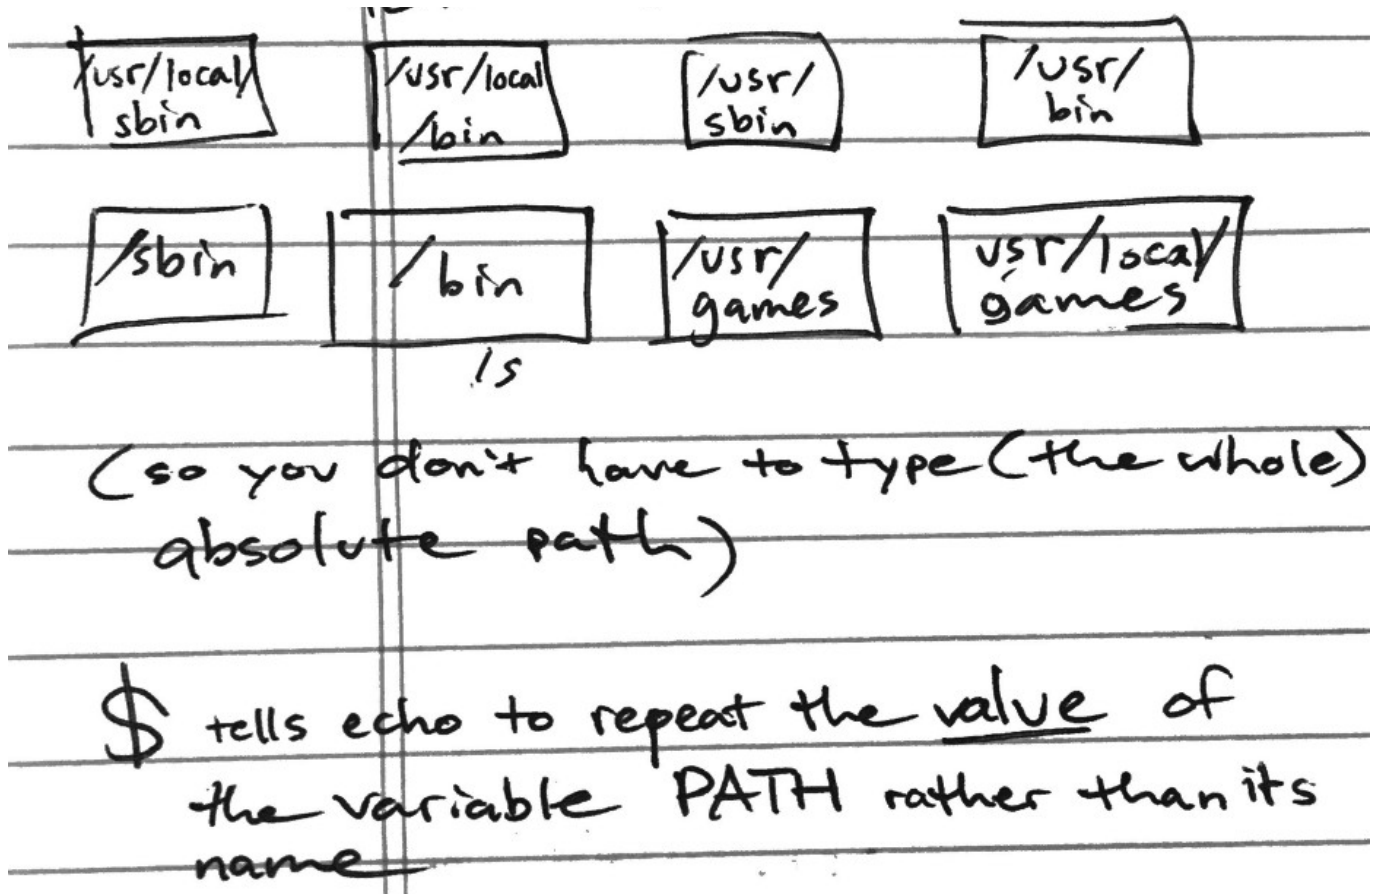 /usr/local/ /usr/local /usr/ /usr/
sbin /bin sbin bin
/sbin /bin /usr/ usr/local/
games games
ls
(so you don't have to type (the whole)
absolute path)
$ tells echo to repeat the value of
the variable PATH rather than its
name